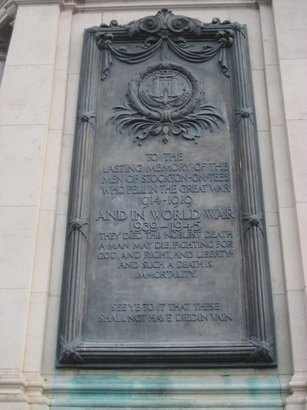 TO THE
LASTING MEMORY OF THE
MEN OF STOCKTON-ON-TEES
WHO FELL IN THE GREAT WAR
1914-1919
AND IN WORLD WAR
1939-1945
THEY DIED THE NOBLEST DEATH
A MAN MAY DIE, FIGHTING FOR
GOD, AND RIGHT, AND LIBERTY
AND SUCH A DEATH IS
IMMORTALITY
SEE YE TO IT THAT THESE
SHALL NOT HAVE DIED IN VAIN